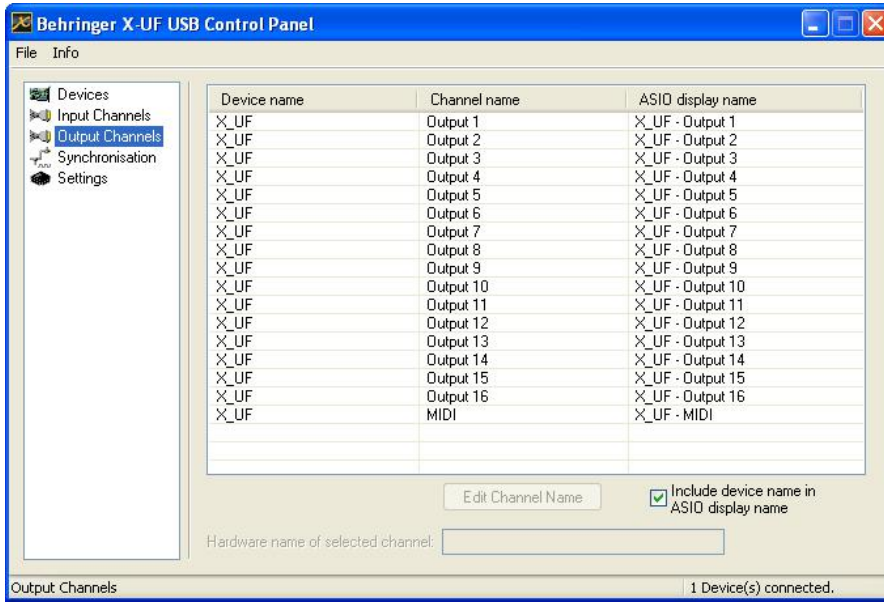 Behringer X-UF USB Control Panel
File Info
Devices
Input Channels
Output Channels
Synchronisation
Settings
Device name Channel name ASIO display name
X_UF Output 1 X_UF - Output 1
X_UF Output 2 X_UF - Output 2
X_UF Output 3 X_UF - Output 3
X_UF Output 4 X_UF - Output 4
X_UF Output 5 X_UF - Output 5
X_UF Output 6 X_UF - Output 6
X_UF Output 7 X_UF - Output 7
X_UF Output 8 X_UF - Output 8
X_UF Output 9 X_UF - Output 9
X_UF Output 10 X_UF - Output 10
X_UF Output 11 X_UF - Output 11
X_UF Output 12 X_UF - Output 12
X_UF Output 13 X_UF - Output 13
X_UF Output 14 X_UF - Output 14
X_UF Output 15 X_UF - Output 15
X_UF Output 16 X_UF - Output 16
X_UF MIDI X_UF - MIDI
Edit Channel Name
Include device name in
ASIO display name
Hardware name of selected channel:
Output Channels 1 Device(s) connected.